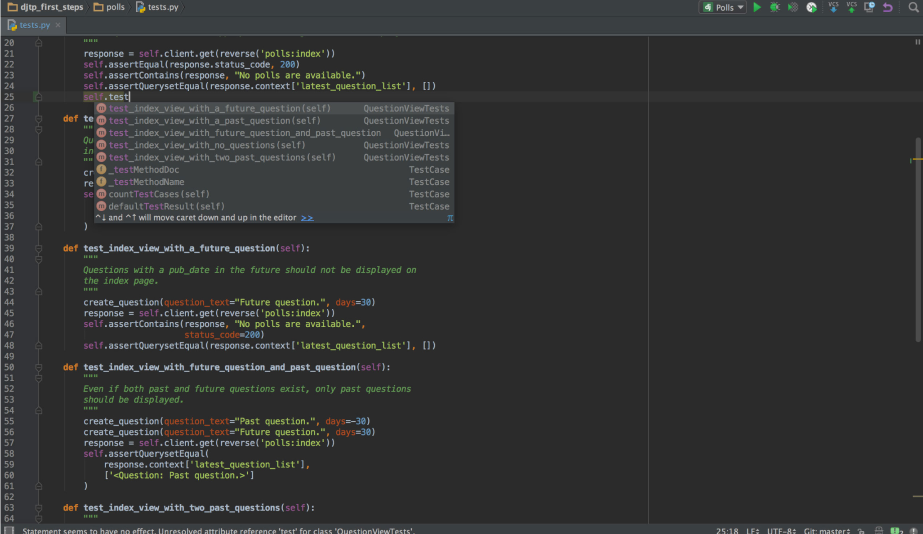 djtp_first_steps polls tests.py Polls VCS VCS
tests.py ×
20 """
21 response = self.client.get(reverse('polls:index'))
22 self.assertEqual(response.status_code, 200)
23 self.assertContains(response, "No polls are available.")
24 self.assertQuerysetEqual(response.context['latest_question_list'], [])
25 self.test
26 m test_index_view_with_a_future_question(self) QuestionViewTests
27 def te m test_index_view_with_a_past_question(self) QuestionViewTests
28 "" m test_index_view_with_future_question_and_past_question QuestionVi…
29 Qu m test_index_view_with_no_questions(self) QuestionViewTests
30 in m test_index_view_with_two_past_questions(self) QuestionViewTests
31 "" f _testMethodDoc TestCase
32 cr f _testMethodName TestCase
33 re
34 se m countTestCases(self) TestCase
35 m defaultTestResult(self) TestCase
36 ^↓ and ^↑ will move caret down and up in the editor >> π
37 )
38
39 def test_index_view_with_a_future_question(self):
40 """
41 Questions with a pub_date in the future should not be displayed on
42 the index page.
43 """
44 create_question(question_text="Future question.", days=30)
45 response = self.client.get(reverse('polls:index'))
46 self.assertContains(response, "No polls are available.",
47 status_code=200)
48 self.assertQuerysetEqual(response.context['latest_question_list'], [])
49
50 def test_index_view_with_future_question_and_past_question(self):
51 """
52 Even if both past and future questions exist, only past questions
53 should be displayed.
54 """
55 create_question(question_text="Past question.", days=-30)
56 create_question(question_text="Future question.", days=30)
57 response = self.client.get(reverse('polls:index'))
58 self.assertQuerysetEqual(
59 response.context['latest_question_list'],
60 ['<Question: Past question.>']
61 )
62
63 def test_index_view_with_two_past_questions(self):
64 """
Statement seems to have no effect. Unresolved attribute reference 'test' for class 'QuestionViewTests'. 25:18 LF÷ UTF-8÷ Git: master÷